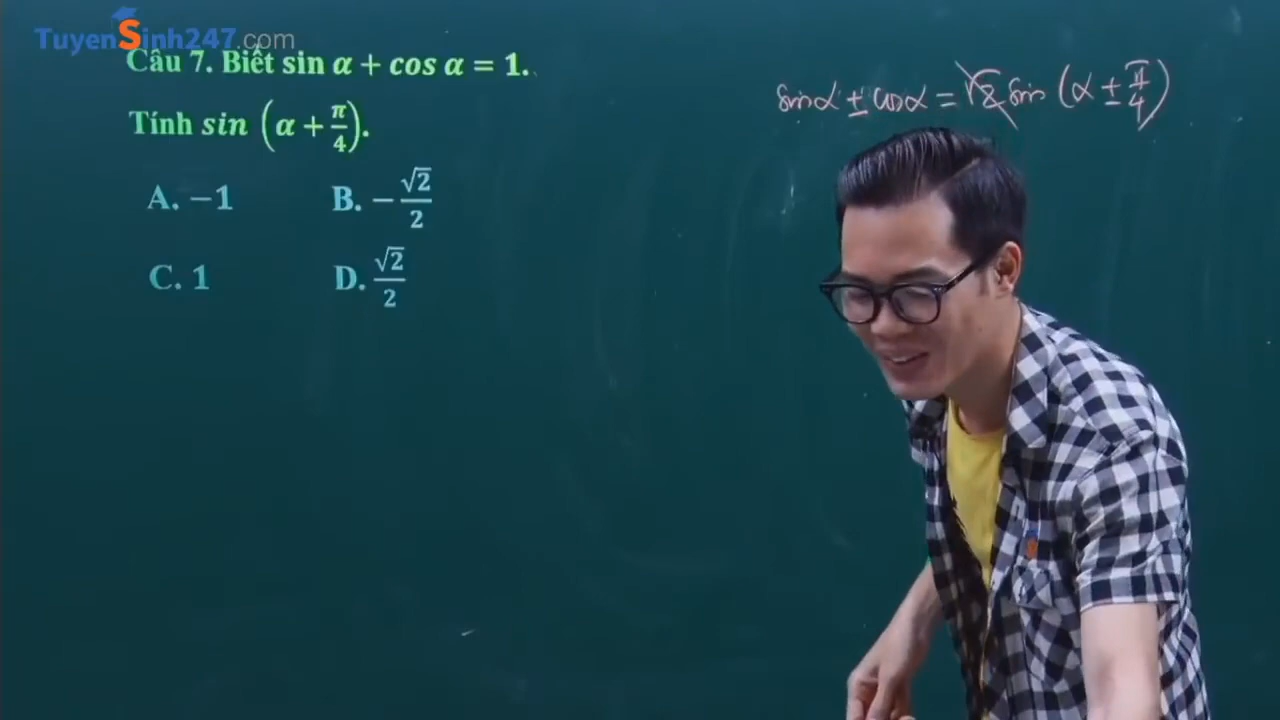 TuyenSinh247.com
Câu 7. Biết sin α + cos α = 1.
Tính sin (α + π/4).
A. −1 B. −√2/2
C. 1 D. √2/2
sinα ± cosα = √2 sin (α ± π/4)